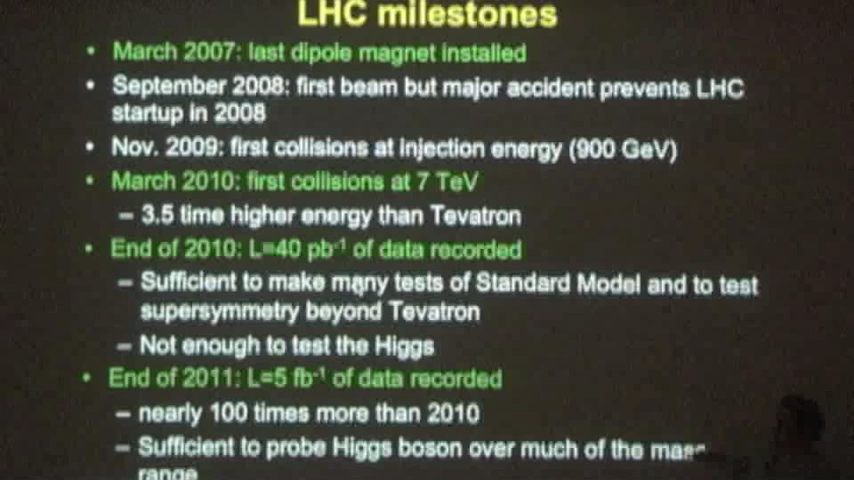 LHC milestones
• March 2007: last dipole magnet installed
• September 2008: first beam but major accident prevents LHC
startup in 2008
• Nov. 2009: first collisions at injection energy (900 GeV)
• March 2010: first collisions at 7 TeV
– 3.5 time higher energy than Tevatron
• End of 2010: L=40 pb⁻¹ of data recorded
– Sufficient to make many tests of Standard Model and to test
supersymmetry beyond Tevatron
– Not enough to test the Higgs
• End of 2011: L=5 fb⁻¹ of data recorded
– nearly 100 times more than 2010
– Sufficient to probe Higgs boson over much of the mass
range